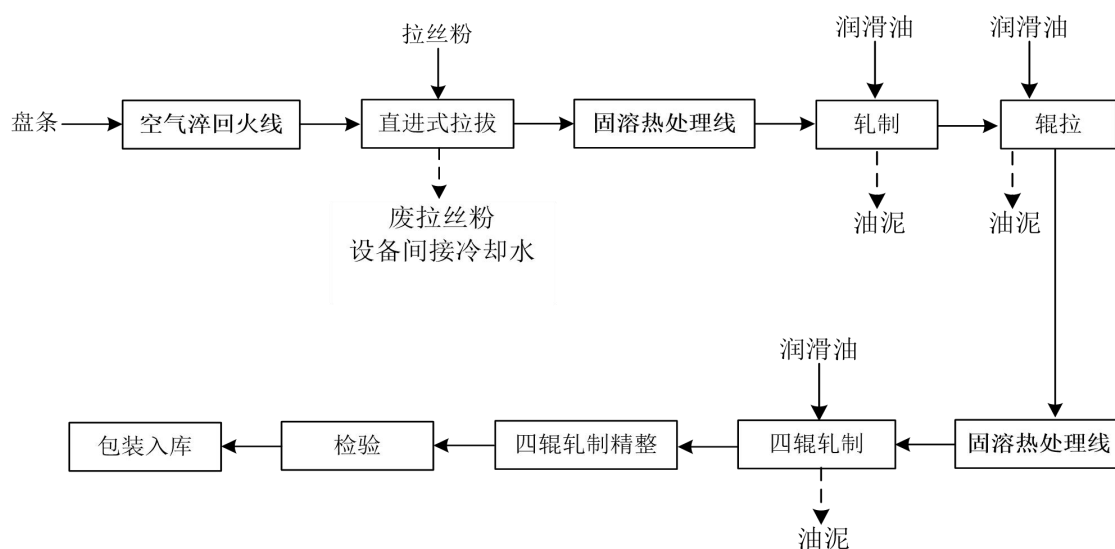 拉丝粉
润滑油
润滑油
盘条
空气淬回火线
直进式拉拔
固溶热处理线
轧制
辊拉
废拉丝粉
设备间接冷却水
油泥
油泥
润滑油
包装入库
检验
四辊轧制精整
四辊轧制
固溶热处理线
油泥